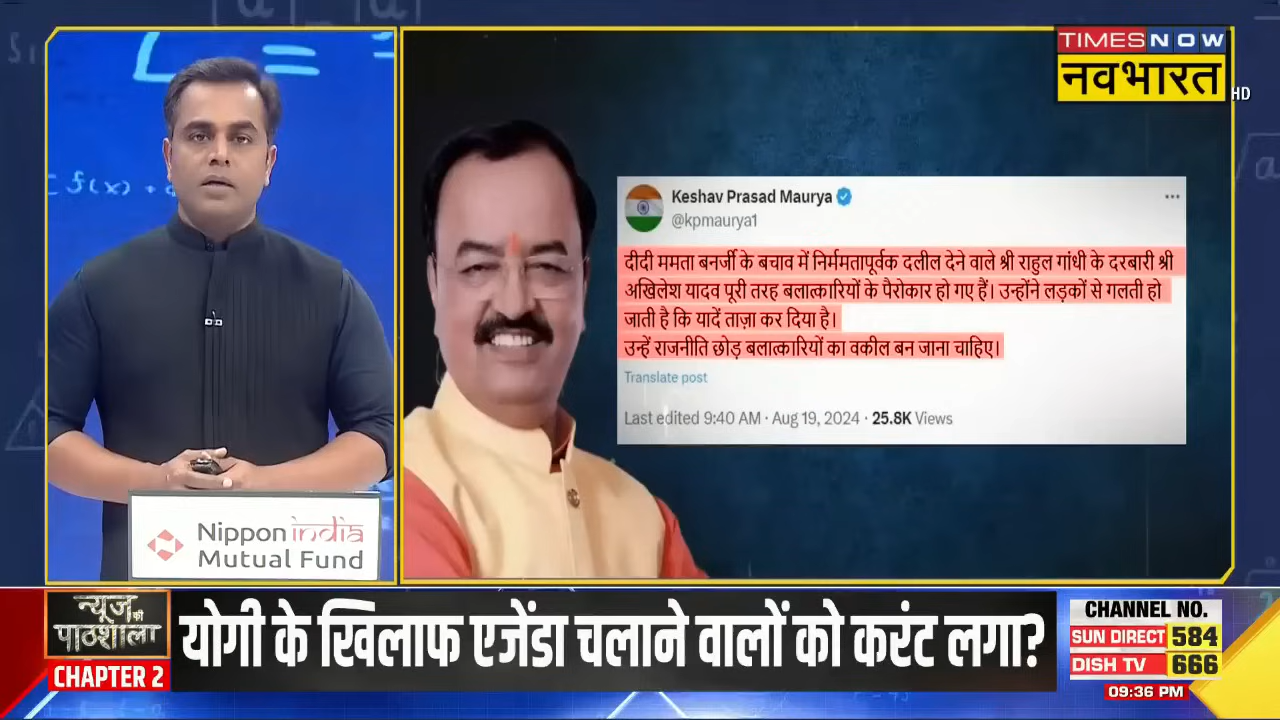 TIMES NOW
नवभारत
HD
L =
f(x) +
Keshav Prasad Maurya
@kpmaurya1
दीदी ममता बनर्जी के बचाव में निर्ममतापूर्वक दलील देने वाले श्री राहुल गांधी के दरबारी श्री
अखिलेश यादव पूरी तरह बलात्कारियों के पैरोकार हो गए हैं। उन्होंने लड़कों से गलती हो
जाती है कि यादें ताज़ा कर दिया है।
उन्हें राजनीति छोड़ बलात्कारियों का वकील बन जाना चाहिए।
Translate post
Last edited 9:40 AM · Aug 19, 2024 · 25.8K Views
Nippon india
Mutual Fund
न्यूज़ की
पाठशाला
CHAPTER 2
योगी के खिलाफ एजेंडा चलाने वालों को करंट लगा?
CHANNEL NO.
SUN DIRECT 584
DISH TV 666
09:36 PM